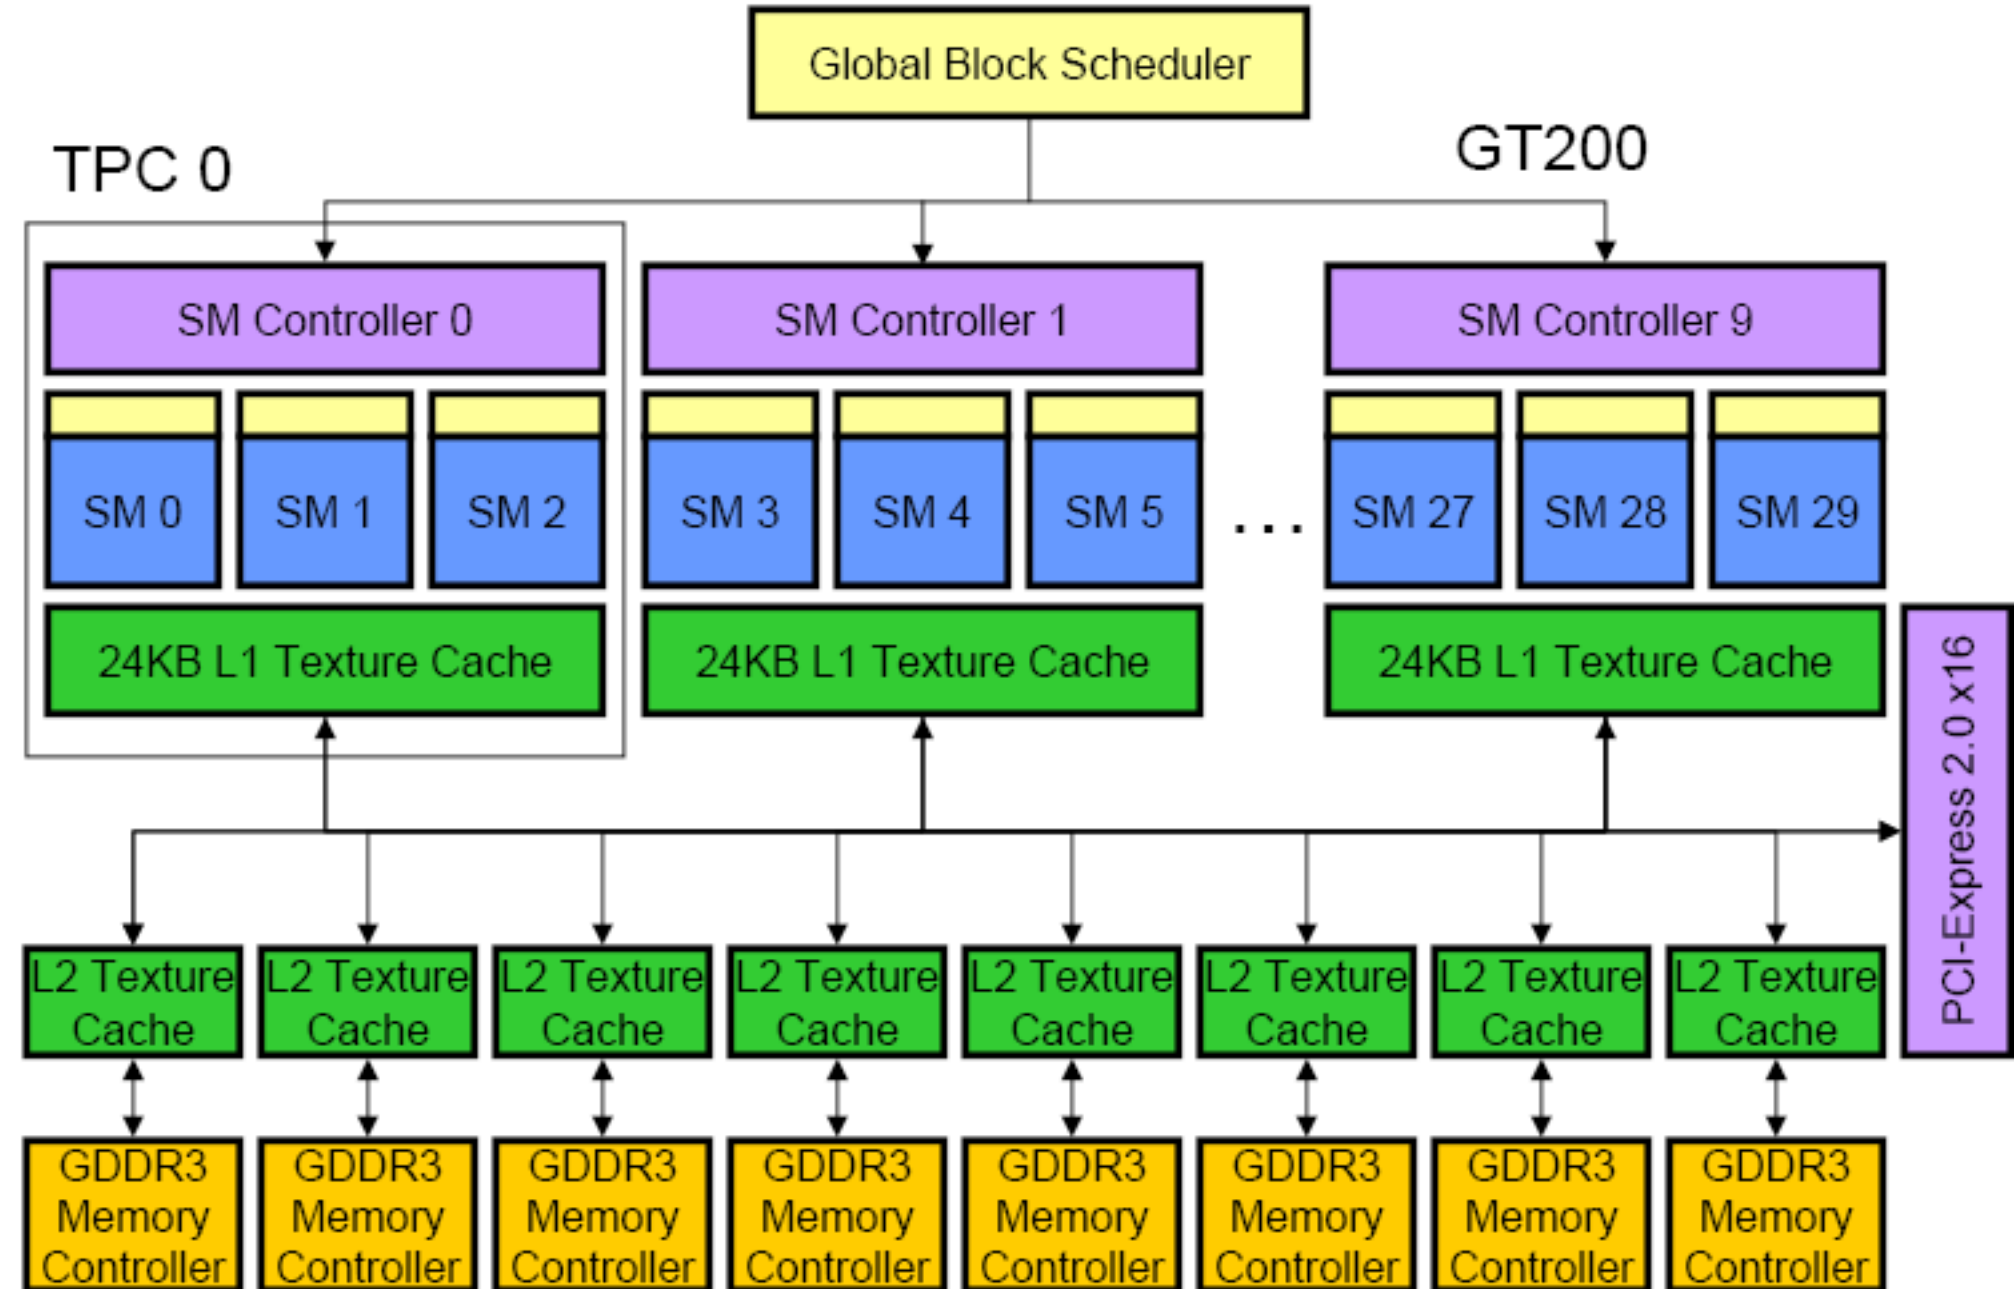 Global Block Scheduler
TPC 0
GT200
SM Controller 0
SM Controller 1
SM Controller 9
SM 0
SM 1
SM 2
SM 3
SM 4
SM 5
...
SM 27
SM 28
SM 29
24KB L1 Texture Cache
24KB L1 Texture Cache
24KB L1 Texture Cache
PCI-Express 2.0 x16
L2 Texture
Cache
L2 Texture
Cache
L2 Texture
Cache
L2 Texture
Cache
L2 Texture
Cache
L2 Texture
Cache
L2 Texture
Cache
L2 Texture
Cache
GDDR3
Memory
Controller
GDDR3
Memory
Controller
GDDR3
Memory
Controller
GDDR3
Memory
Controller
GDDR3
Memory
Controller
GDDR3
Memory
Controller
GDDR3
Memory
Controller
GDDR3
Memory
Controller